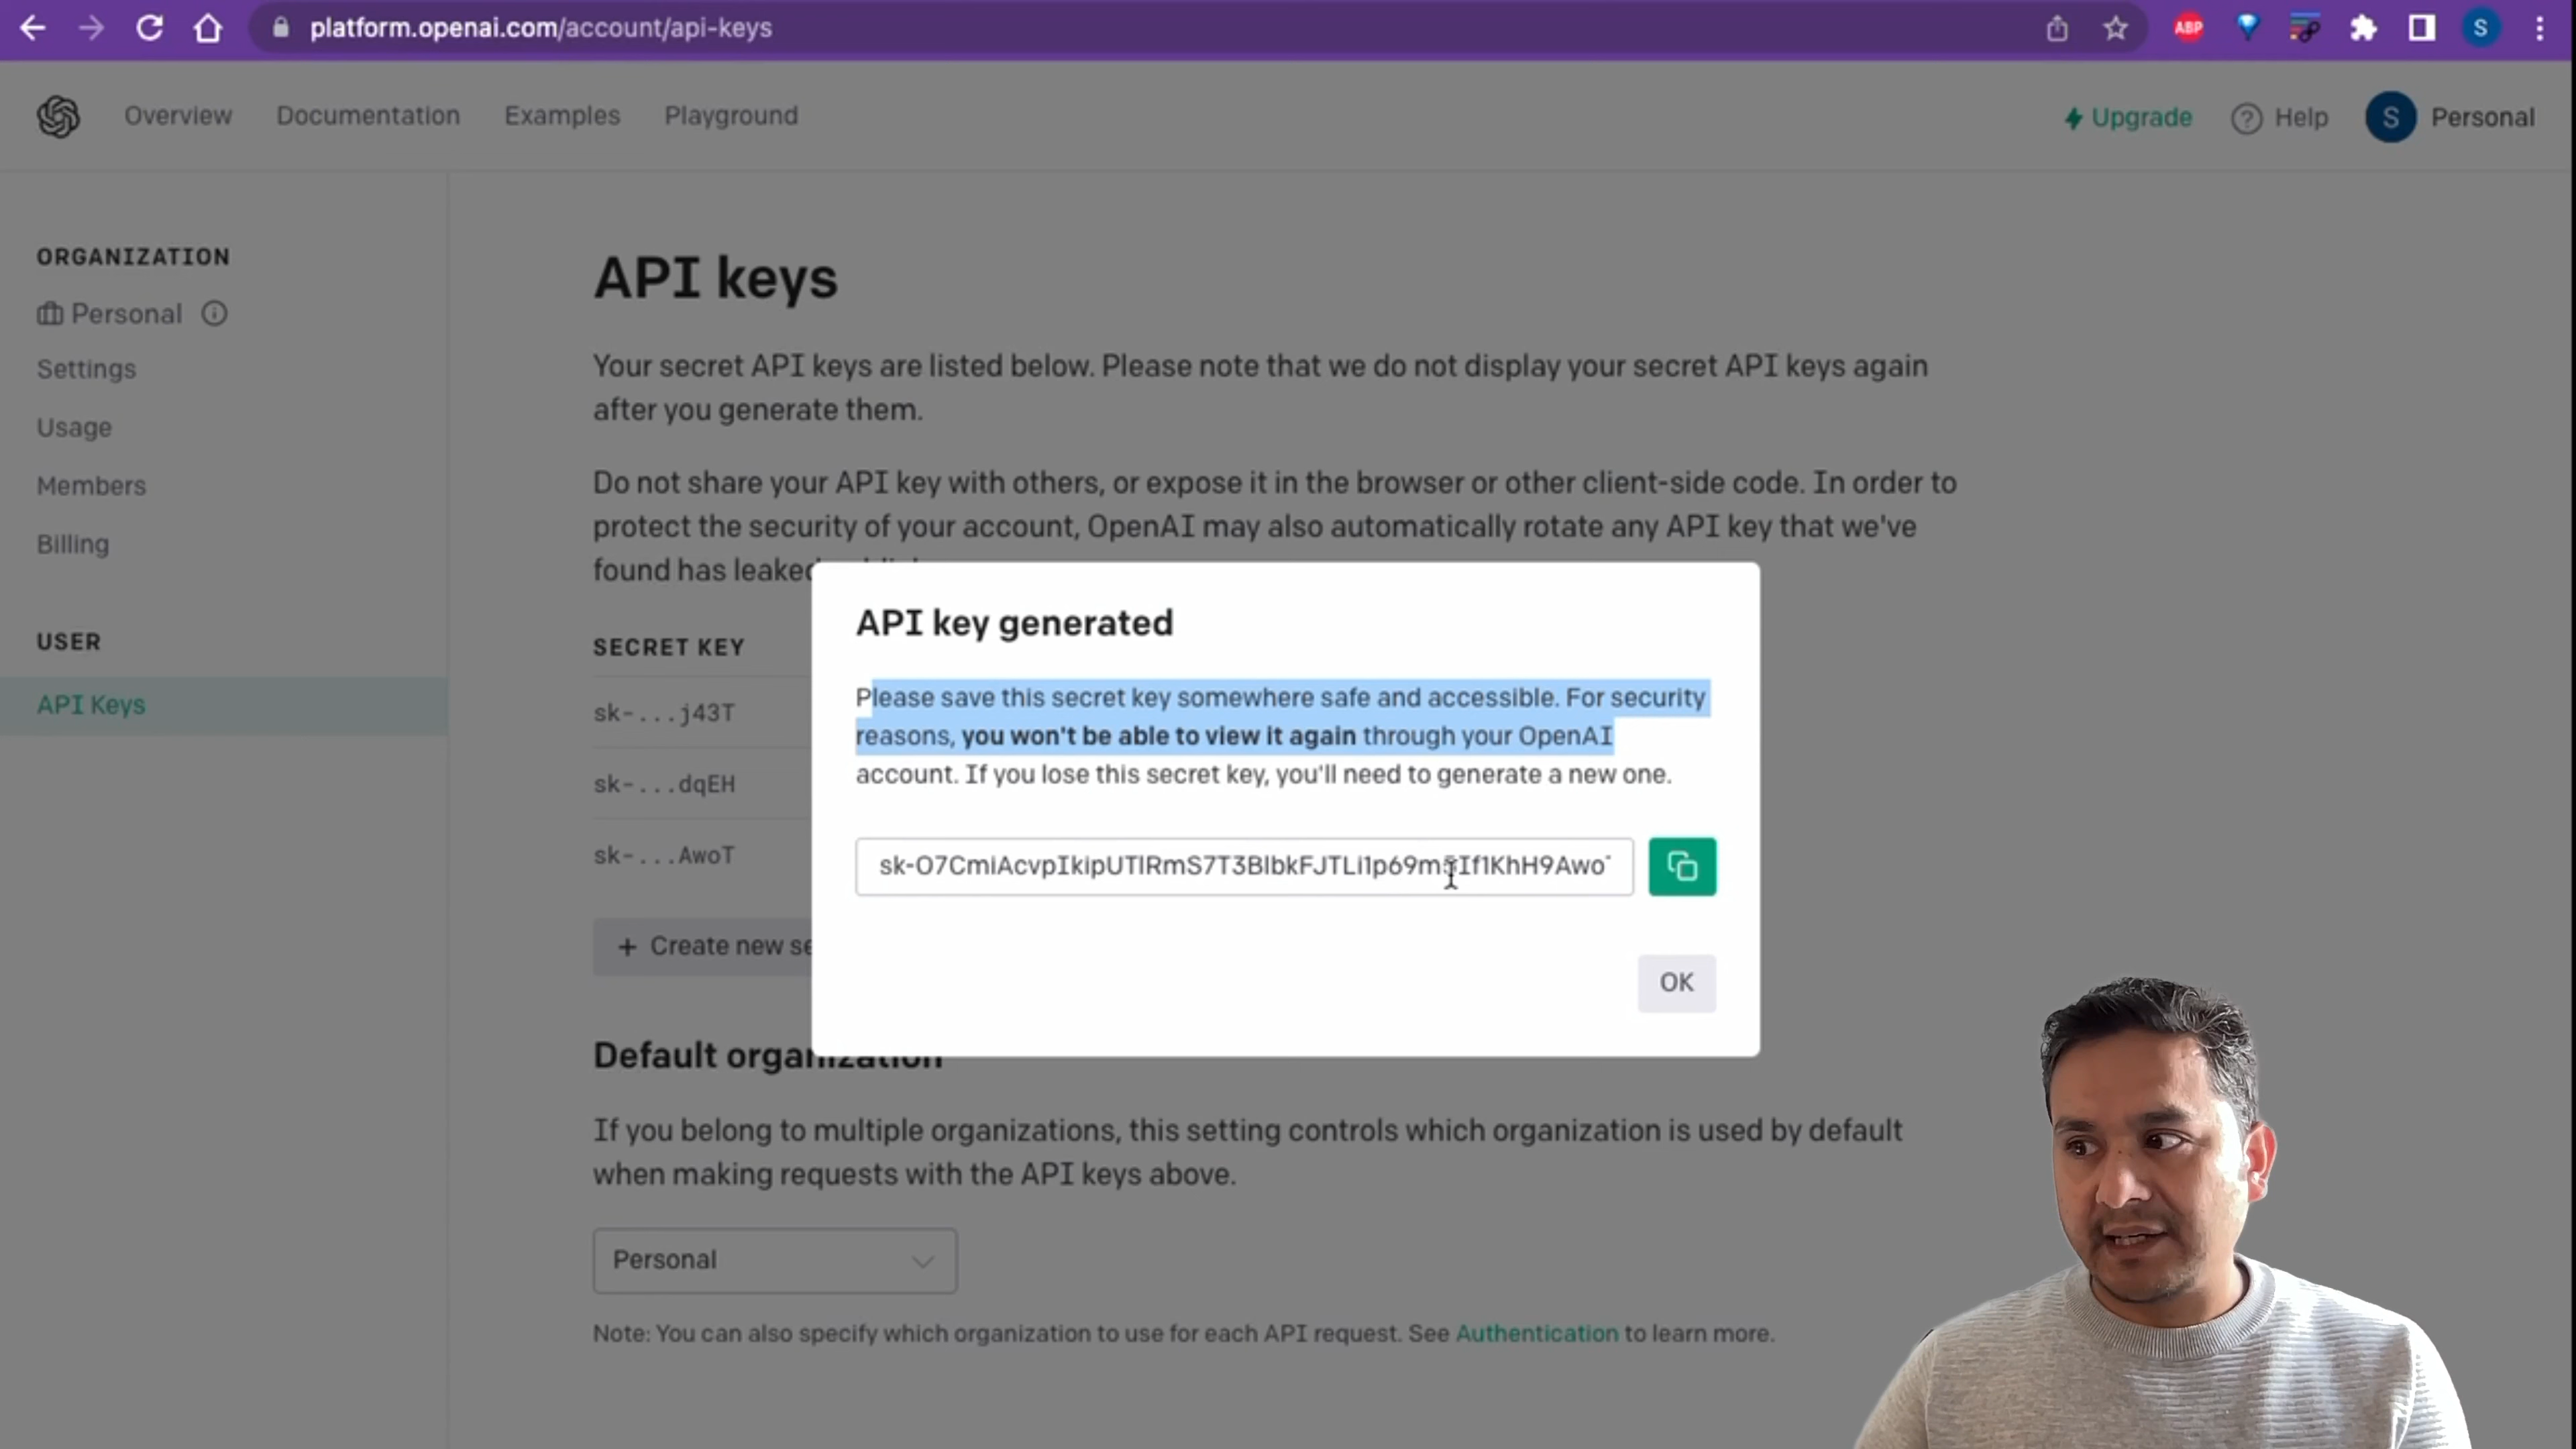 platform.openai.com/account/api-keys
ABP
S
Overview
Documentation
Examples
Playground
Upgrade
Help
S
Personal
ORGANIZATION
Personal
Settings
Usage
Members
Billing
USER
API Keys
API keys
Your secret API keys are listed below. Please note that we do not display your secret API keys again
after you generate them.
Do not share your API key with others, or expose it in the browser or other client-side code. In order to
protect the security of your account, OpenAI may also automatically rotate any API key that we've
found has
SECRET KEY
sk-...j43T
sk-...dqEH
sk-...AwoT
+ Create new
API key generated
Please save this secret key somewhere safe and accessible. For security
reasons, you won't be able to view it again through your OpenAI
account. If you lose this secret key, you'll need to generate a new one.
OK
Default organization
If you belong to multiple organizations, this setting controls which organization is used by default
when making requests with the API keys above.
Personal
Note: You can also specify which organization to use for each API request. See Authentication to learn more.